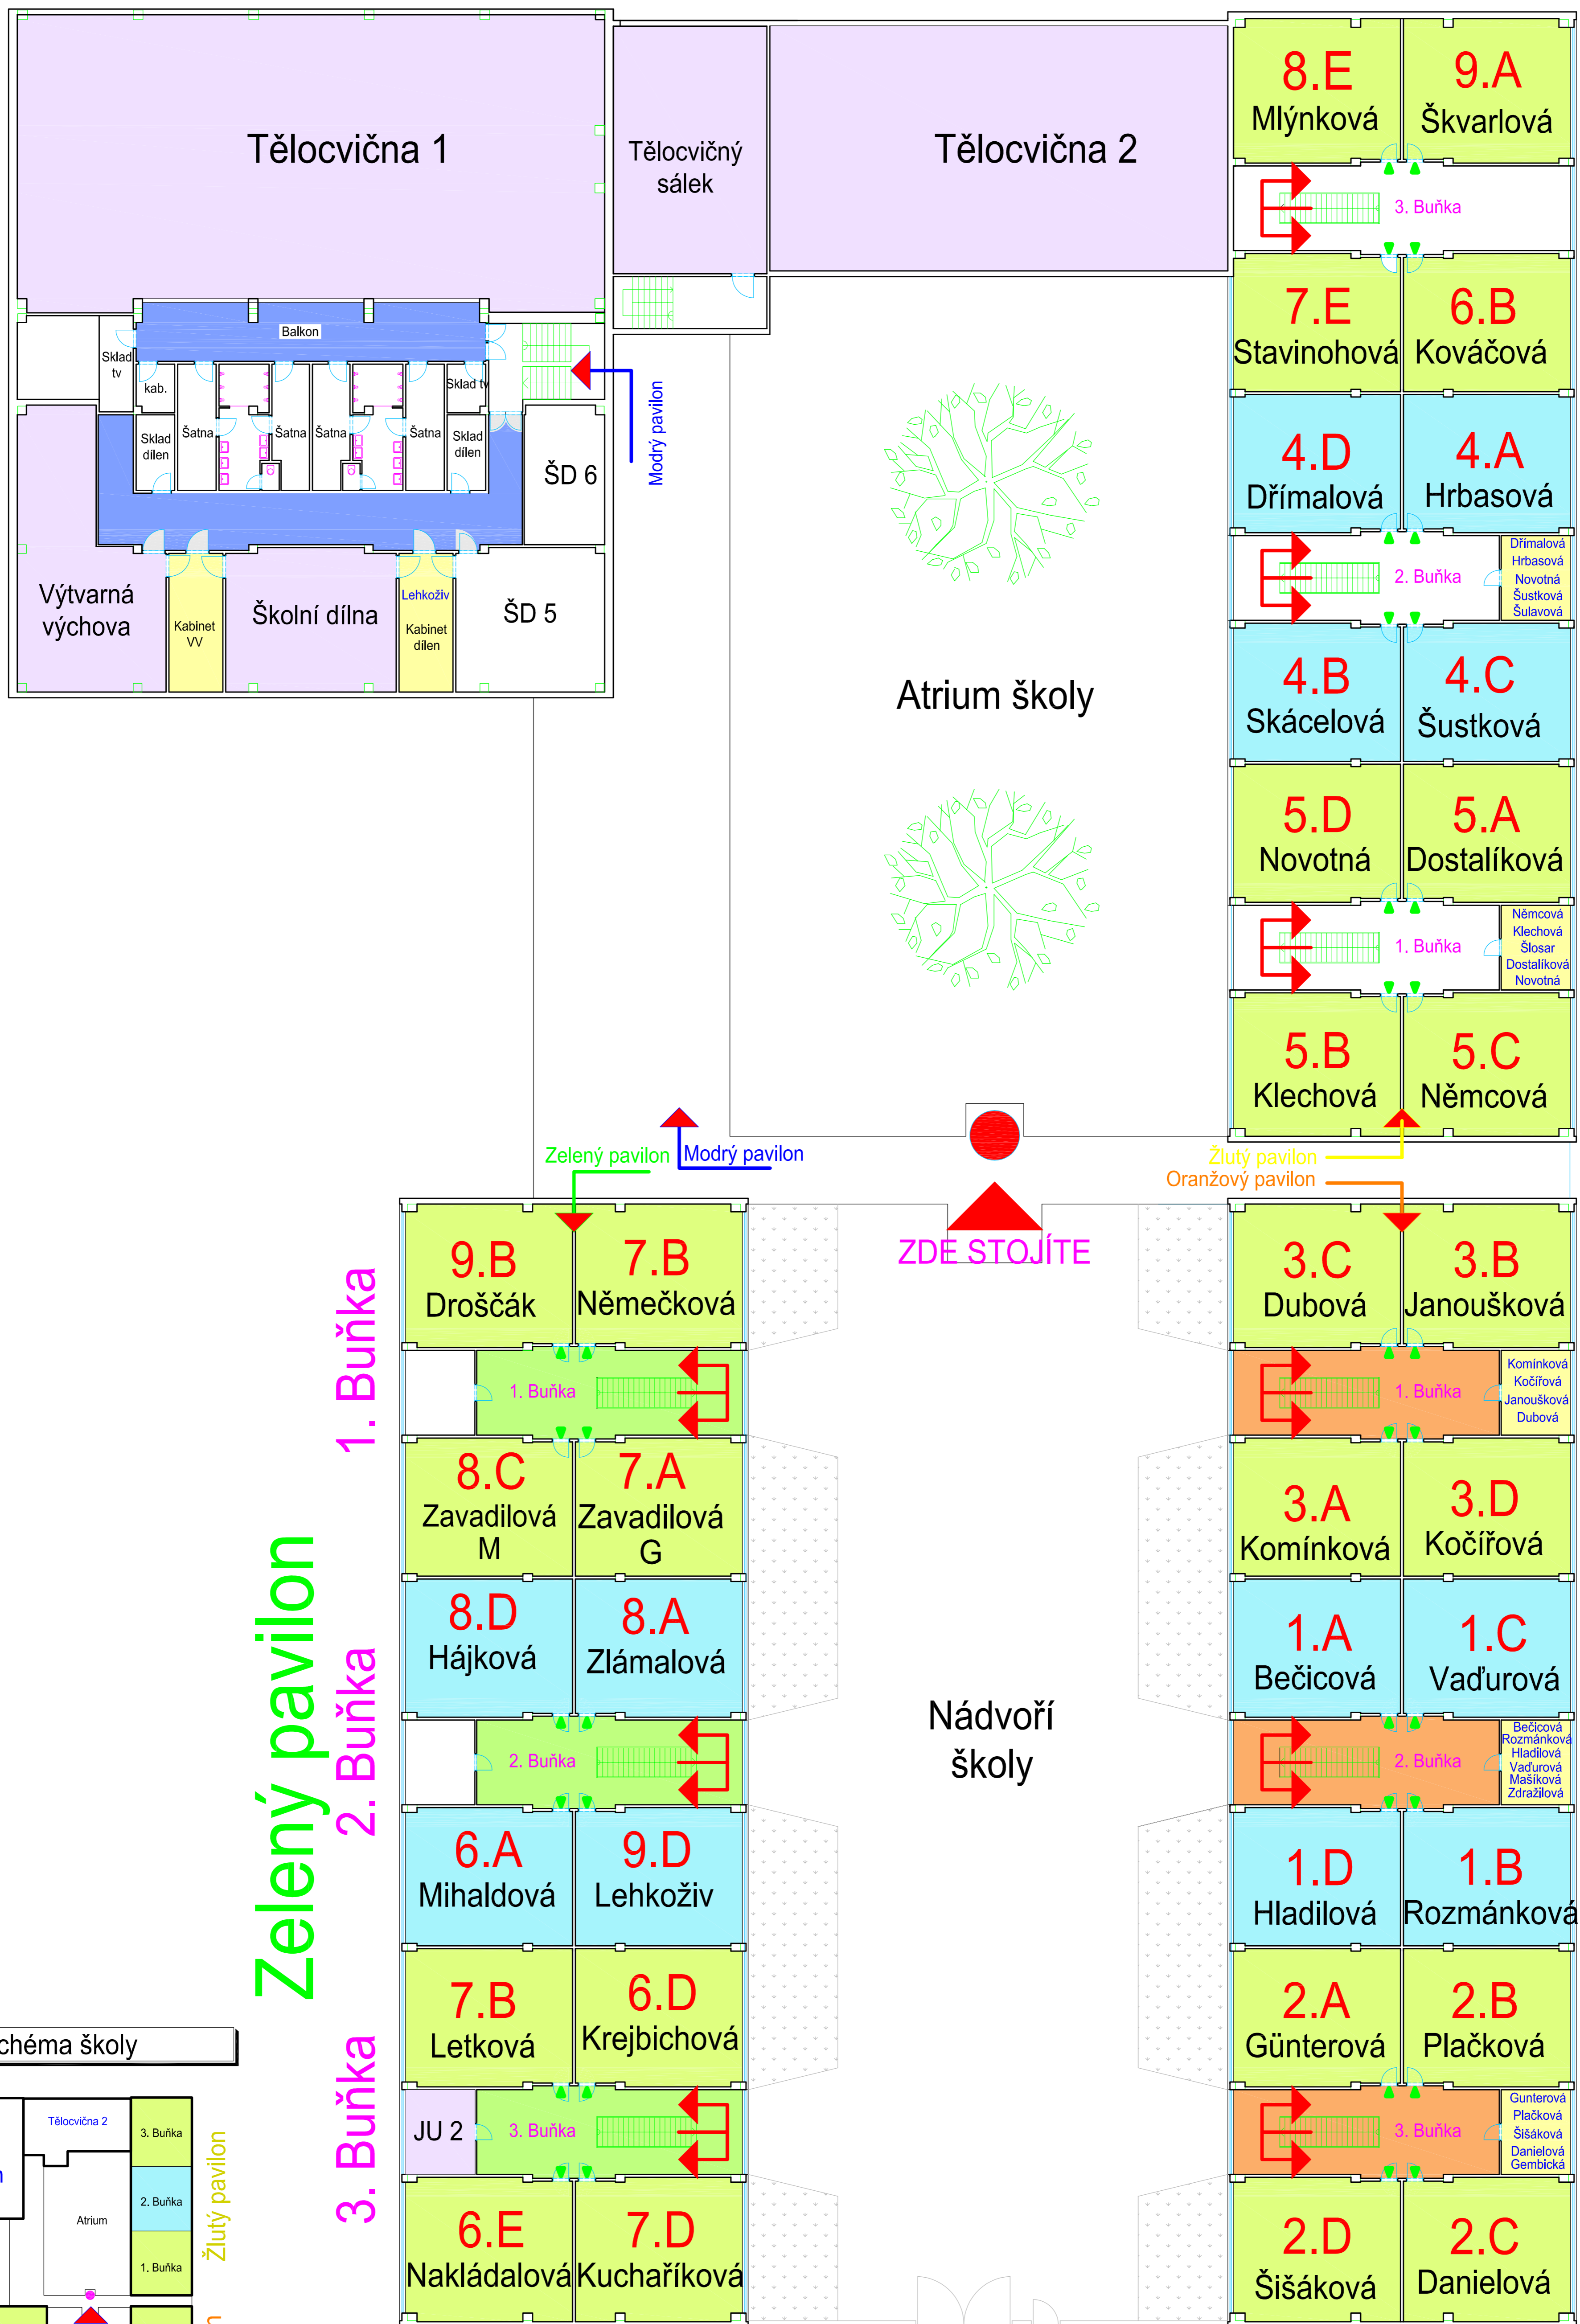 Tělocvična 1
Tělocvičný
sálek
Tělocvična 2
8.E
Mlýnková
9.A
Škvarlová
3. Buňka
7.E
Stavinohová
6.B
Kováčová
Balkon
Sklad
tv
kab.
Sklad tv
Šatna
Šatna
Šatna
Šatna
Sklad
dílen
Sklad
dílen
ŠD 6
Modrý pavilon
4.D
Dřímalová
4.A
Hrbasová
2. Buňka
Dřímalová
Hrbasová
Novotná
Šustková
Šulavová
Výtvarná
výchova
Kabinet
VV
Školní dílna
Lehkoživ
Kabinet
dílen
ŠD 5
Atrium školy
4.B
Skácelová
4.C
Šustková
5.D
Novotná
5.A
Dostalíková
1. Buňka
Němcová
Klechová
Šlosar
Dostalíková
Novotná
5.B
Klechová
5.C
Němcová
Zelený pavilon
Modrý pavilon
Žlutý pavilon
Oranžový pavilon
ZDE STOJÍTE
1. Buňka
9.B
Droščák
7.B
Němečková
1. Buňka
8.C
Zavadilová
M
7.A
Zavadilová
G
3.C
Dubová
3.B
Janoušková
1. Buňka
Komínková
Kočířová
Janoušková
Dubová
3.A
Komínková
3.D
Kočířová
Zelený pavilon
2. Buňka
8.D
Hájková
8.A
Zlámalová
2. Buňka
6.A
Mihaldová
9.D
Lehkoživ
Nádvoří
školy
1.A
Bečicová
1.C
Vaďurová
2. Buňka
Bečicová
Rozmánková
Hladilová
Vaďurová
Mašíková
Zdražilová
1.D
Hladilová
1.B
Rozmánková
3. Buňka
7.B
Letková
6.D
Krejbichová
JU 2
3. Buňka
6.E
Nakládalová
7.D
Kuchaříková
2.A
Günterová
2.B
Plačková
3. Buňka
Gunterová
Plačková
Šišáková
Danielová
Gembická
2.D
Šišáková
2.C
Danielová
chéma školy
Tělocvična 2
3. Buňka
2. Buňka
Atrium
1. Buňka
Žlutý pavilon